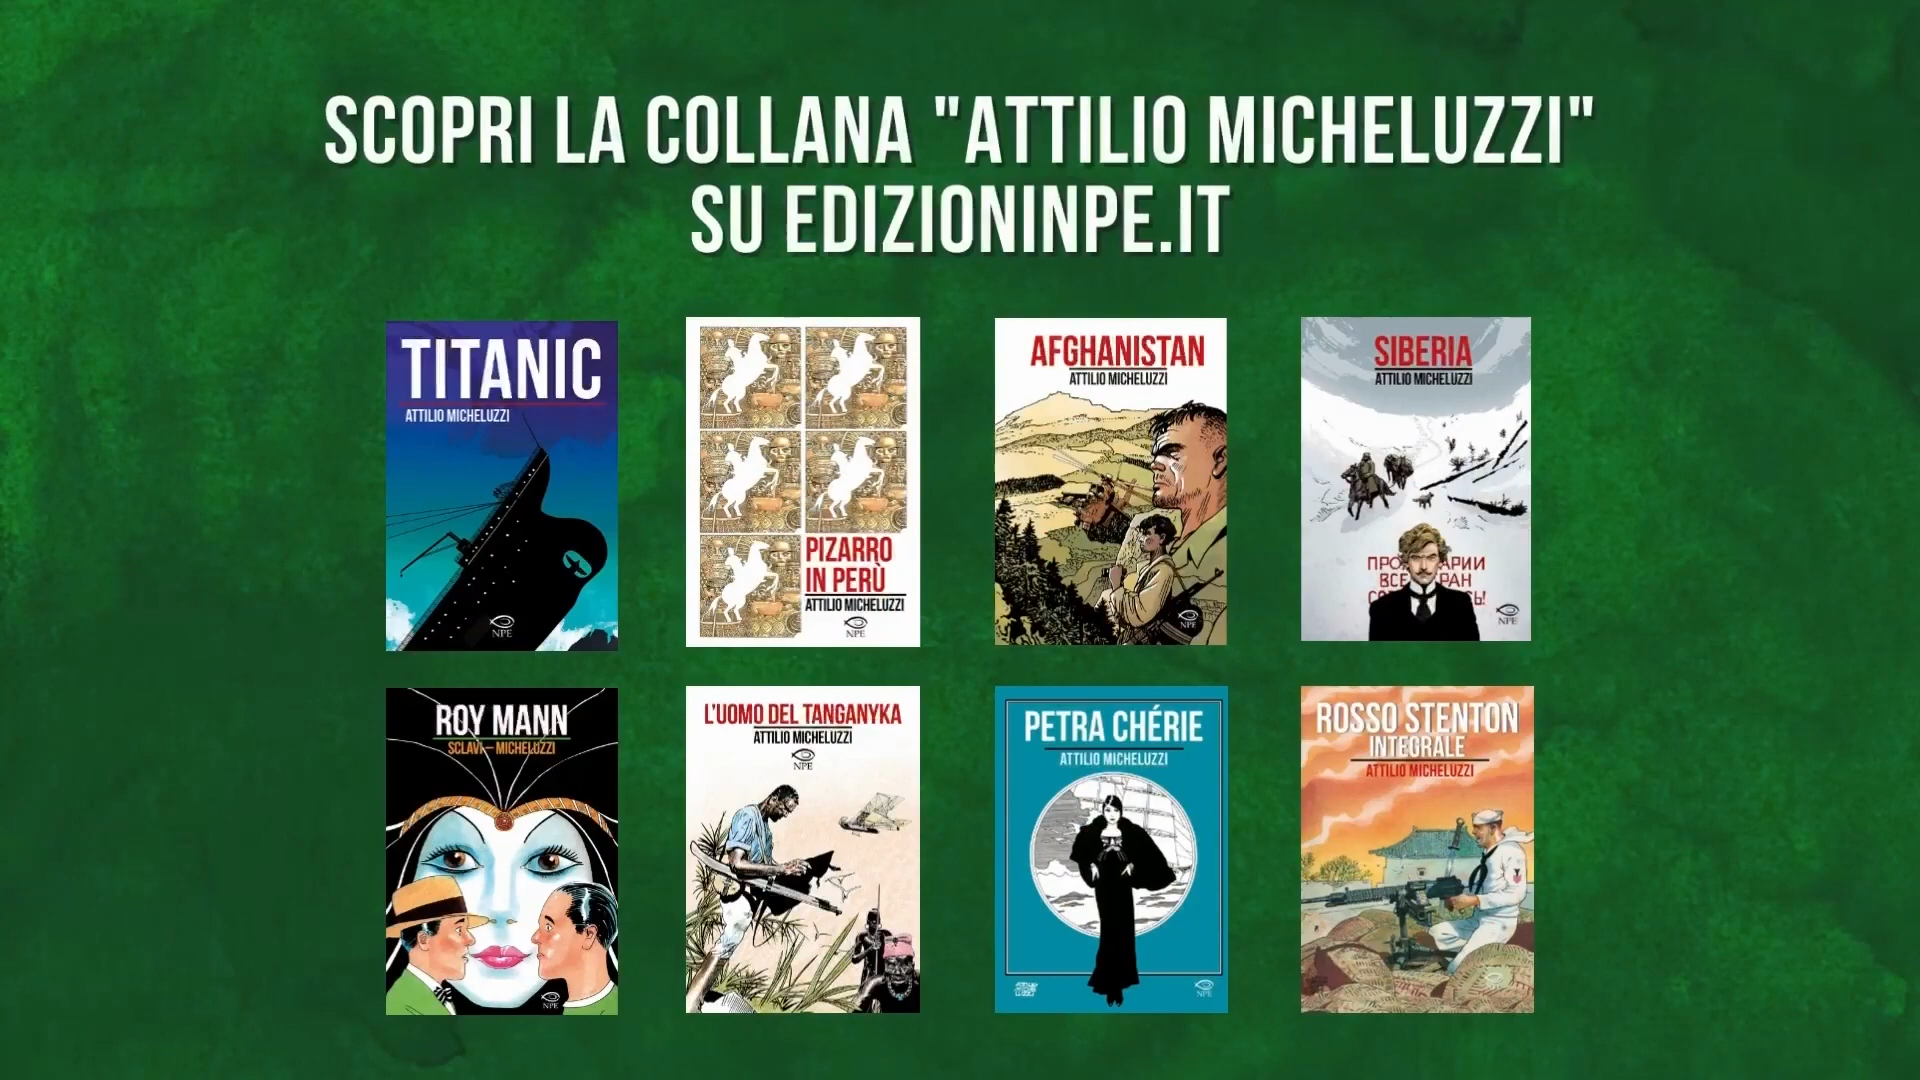 SCOPRI LA COLLANA "ATTILIO MICHELUZZI"
SU EDIZIONINPE.IT
TITANIC
ATTILIO MICHELUZZI
NPE
PIZARRO
IN PERÙ
ATTILIO MICHELUZZI
NPE
AFGHANISTAN
ATTILIO MICHELUZZI
NPE
SIBERIA
ATTILIO MICHELUZZI
NPE
ROY MANN
SCLAVI – MICHELUZZI
NPE
L'UOMO DEL TANGANYKA
ATTILIO MICHELUZZI
NPE
PETRA CHÉRIE
ATTILIO MICHELUZZI
NPE
ROSSO STENTON
INTEGRALE
ATTILIO MICHELUZZI